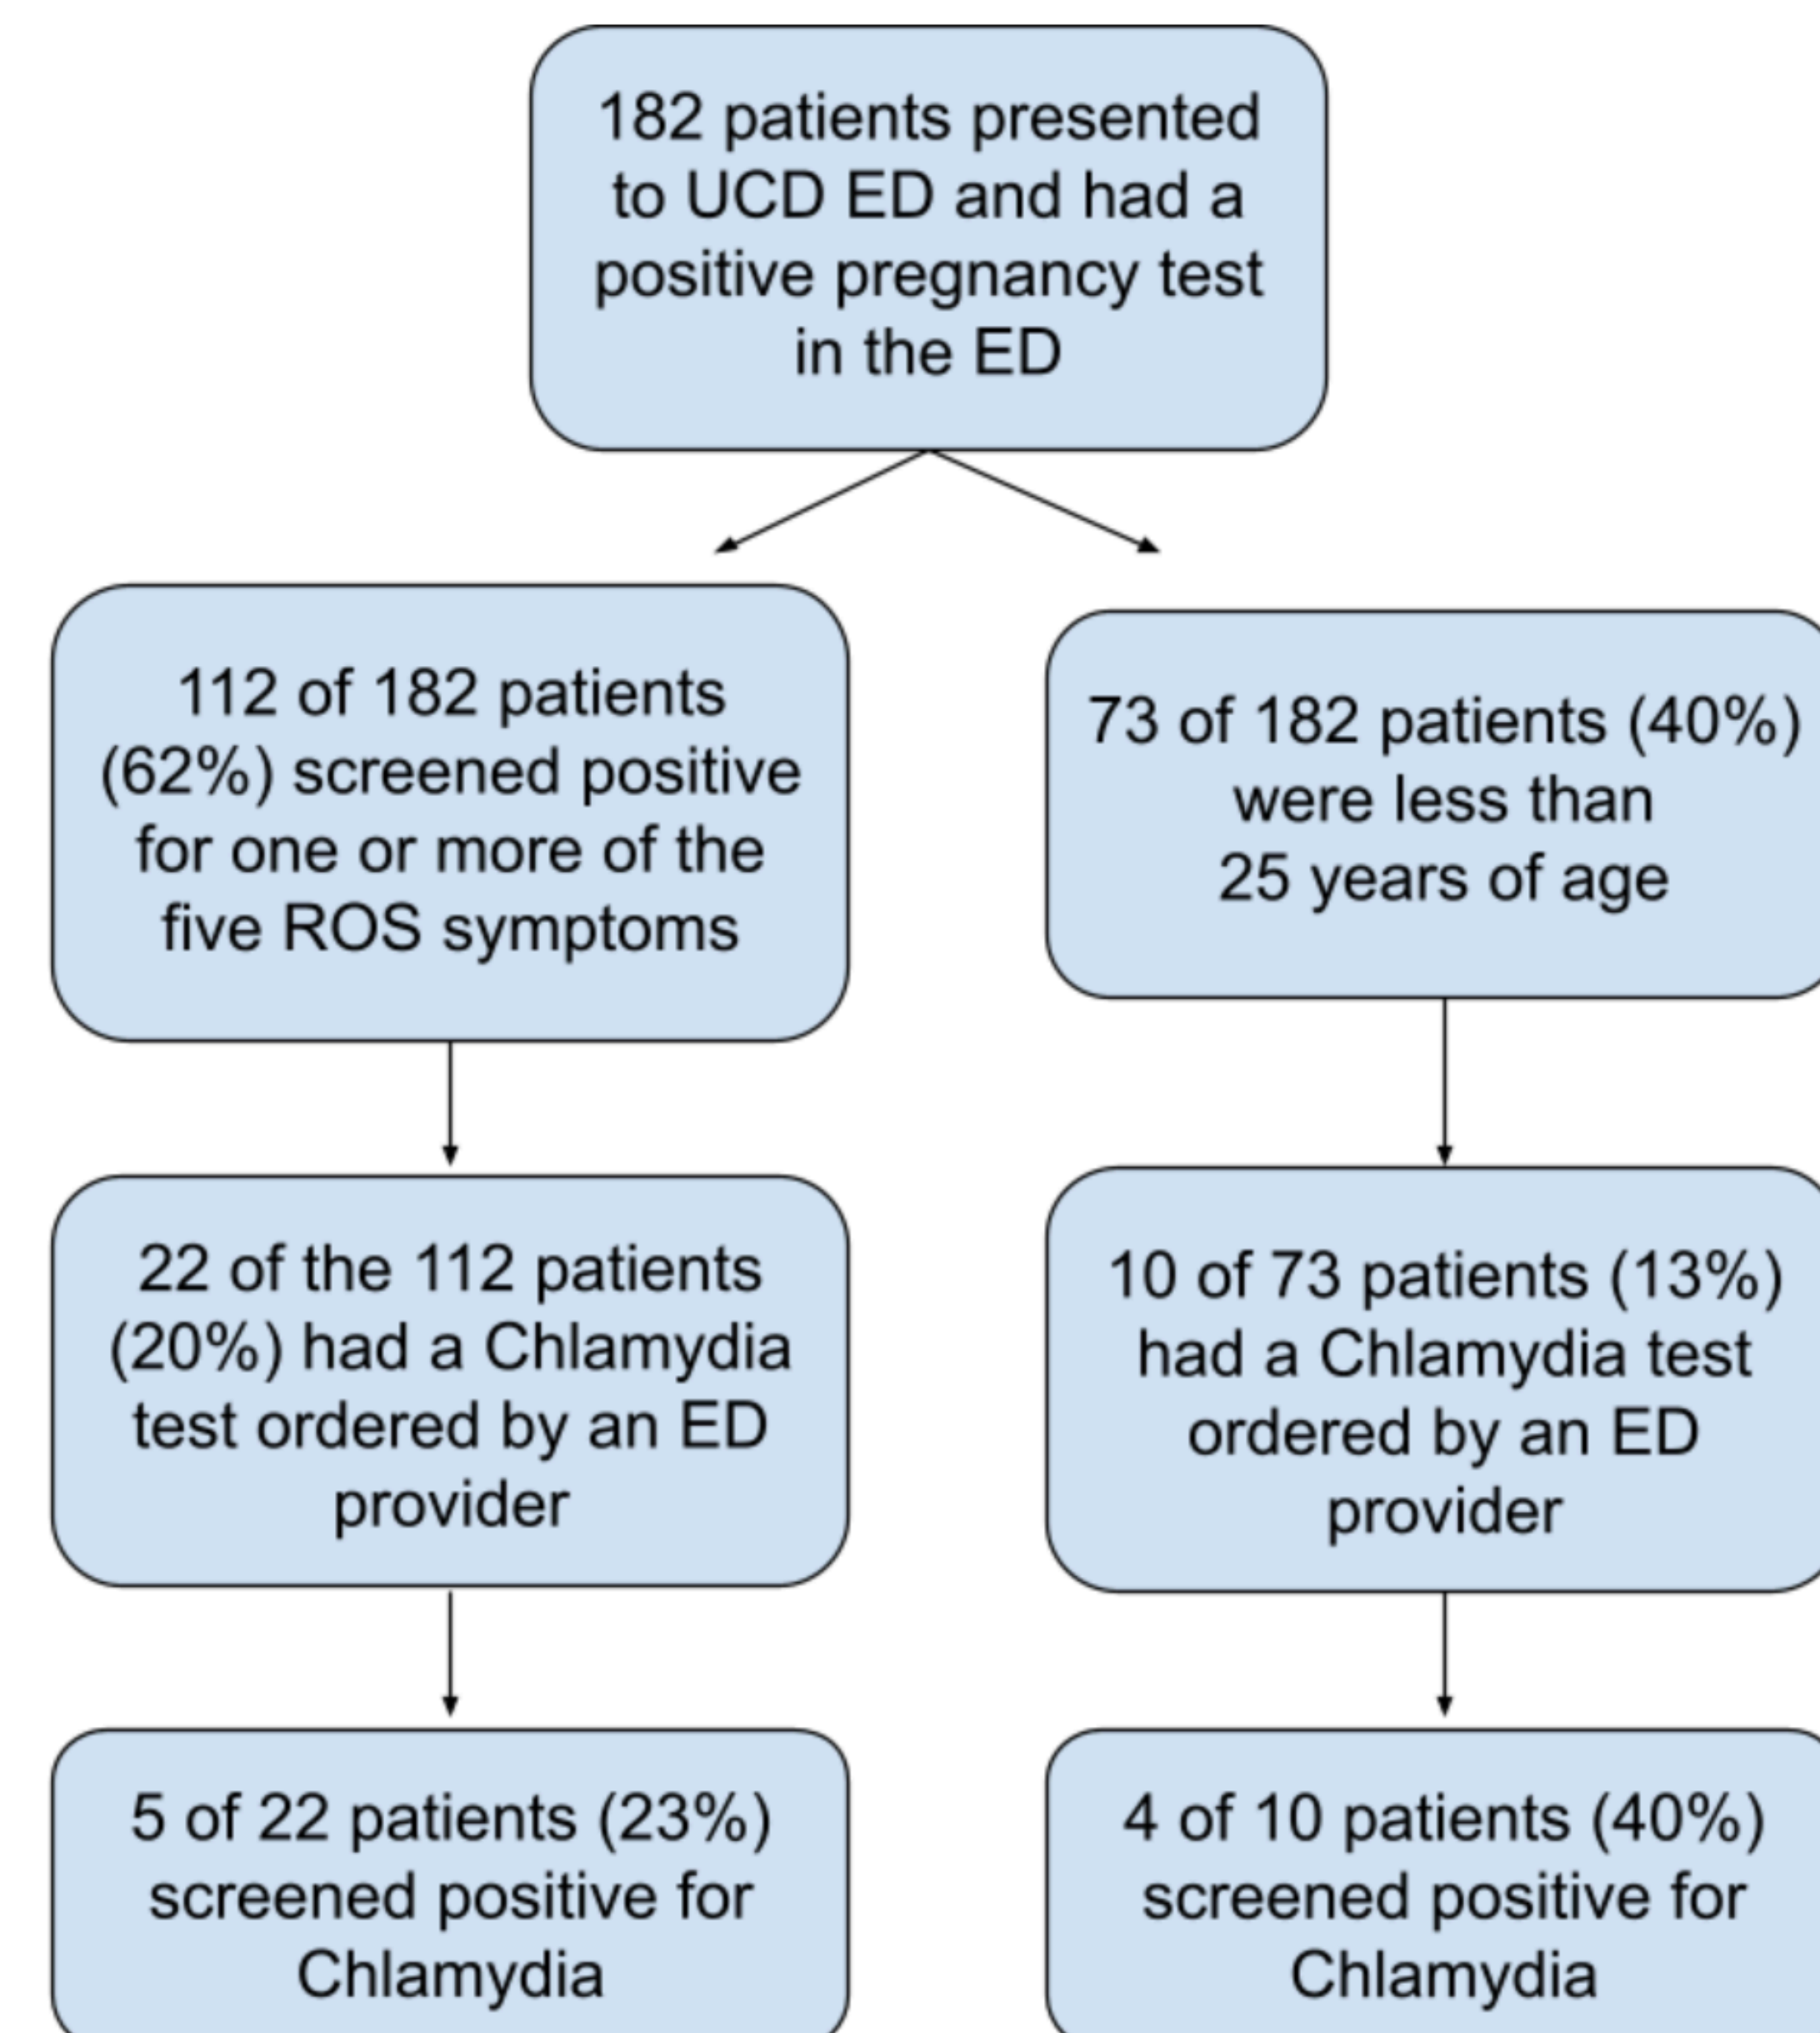 182 patients presented
to UCD ED and had a
positive pregnancy test
in the ED
112 of 182 patients
(62%) screened positive
for one or more of the
five ROS symptoms
73 of 182 patients (40%)
were less than
25 years of age
22 of the 112 patients
(20%) had a Chlamydia
test ordered by an ED
provider
10 of 73 patients (13%)
had a Chlamydia test
ordered by an ED
provider
5 of 22 patients (23%)
screened positive for
Chlamydia
4 of 10 patients (40%)
screened positive for
Chlamydia